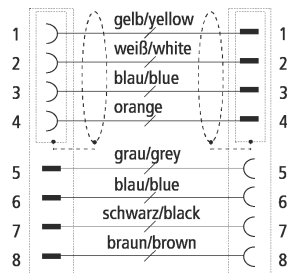 1 gelb/yellow 1
2 weiß/white 2
3 blau/blue 3
4 orange 4
5 grau/grey 5
6 blau/blue 6
7 schwarz/black 7
8 braun/brown 8